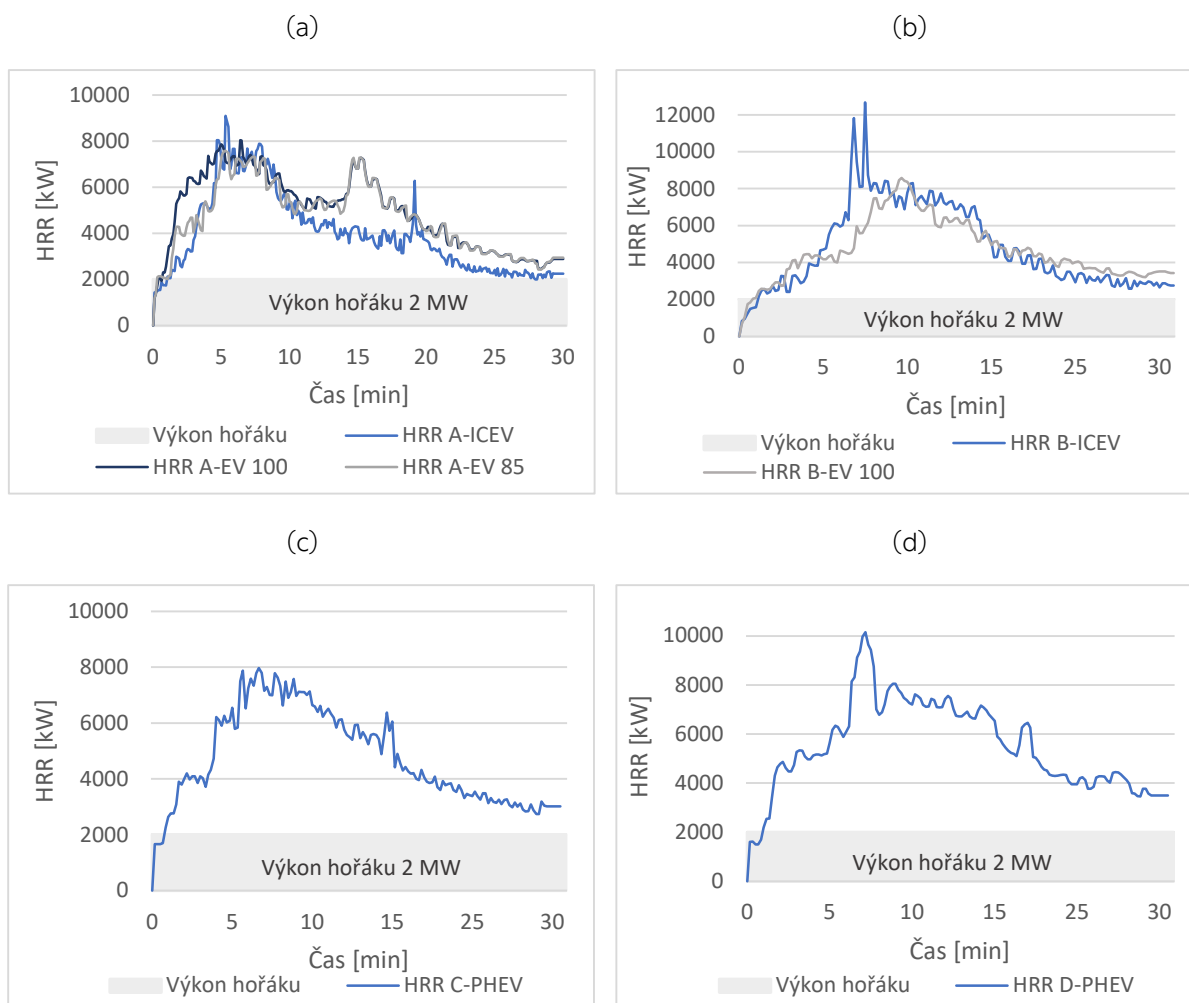 (a)
10000
8000
6000
4000
2000
0
HRR [kW]
Výkon hořáku 2 MW
0 5 10 15 20 25 30
Čas [min]
Výkon hořáku HRR A-ICEV
HRR A-EV 100 HRR A-EV 85
(b)
12000
10000
8000
6000
4000
2000
0
HRR [kW]
Výkon hořáku 2 MW
0 5 10 15 20 25 30
Čas [min]
Výkon hořáku HRR B-ICEV
HRR B-EV 100
(c)
10000
8000
6000
4000
2000
0
HRR [kW]
Výkon hořáku 2 MW
0 5 10 15 20 25 30
Čas [min]
Výkon hořáku HRR C-PHEV
(d)
10000
8000
6000
4000
2000
0
HRR [kW]
Výkon hořáku 2 MW
0 5 10 15 20 25 30
Čas [min]
Výkon hořáku HRR D-PHEV